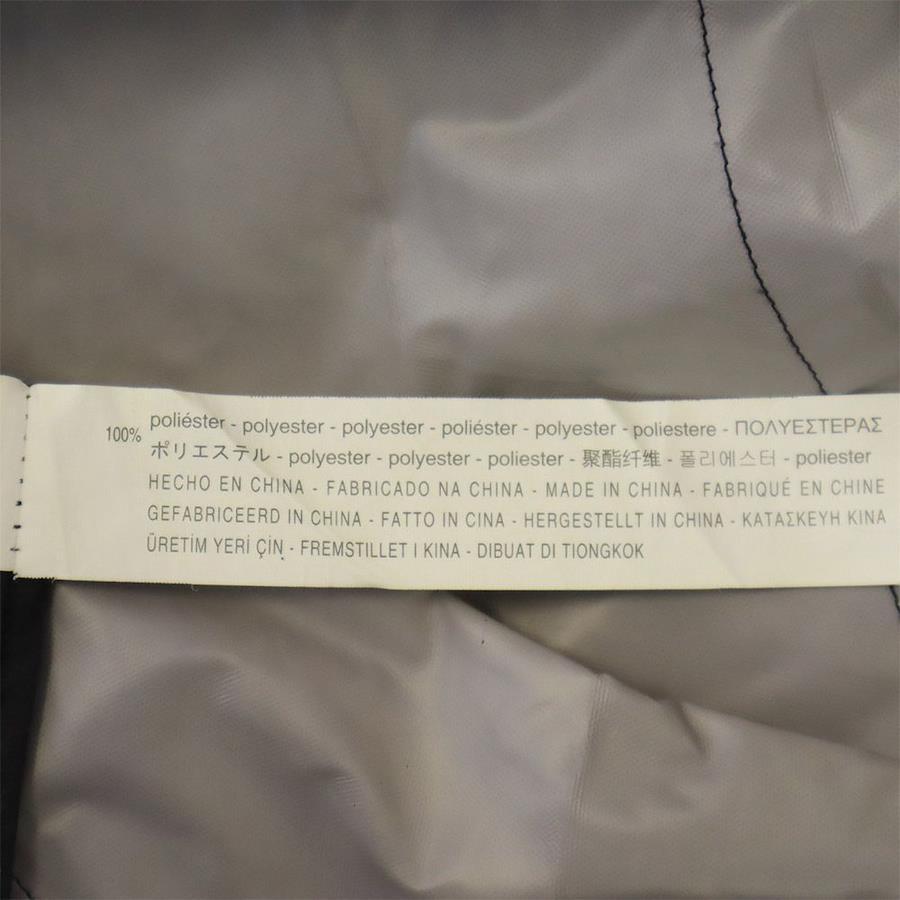 100% poliéster - polyester - polyester - poliéster - polyester - poliestere - ΠΟΛΥΕΣΤΕΡΑΣ
ポリエステル - polyester - polyester - poliester - 聚酯纤维 - 폴리에스터 - poliester
HECHO EN CHINA - FABRICADO NA CHINA - MADE IN CHINA - FABRIQUÉ EN CHINE
GEFABRICEERD IN CHINA - FATTO IN CINA - HERGESTELLT IN CHINA - ΚΑΤΑΣΚΕΥΗ ΚΙΝΑ
ÜRETİM YERİ ÇİN - FREMSTILLET I KINA - DIBUAT DI TIONGKOK